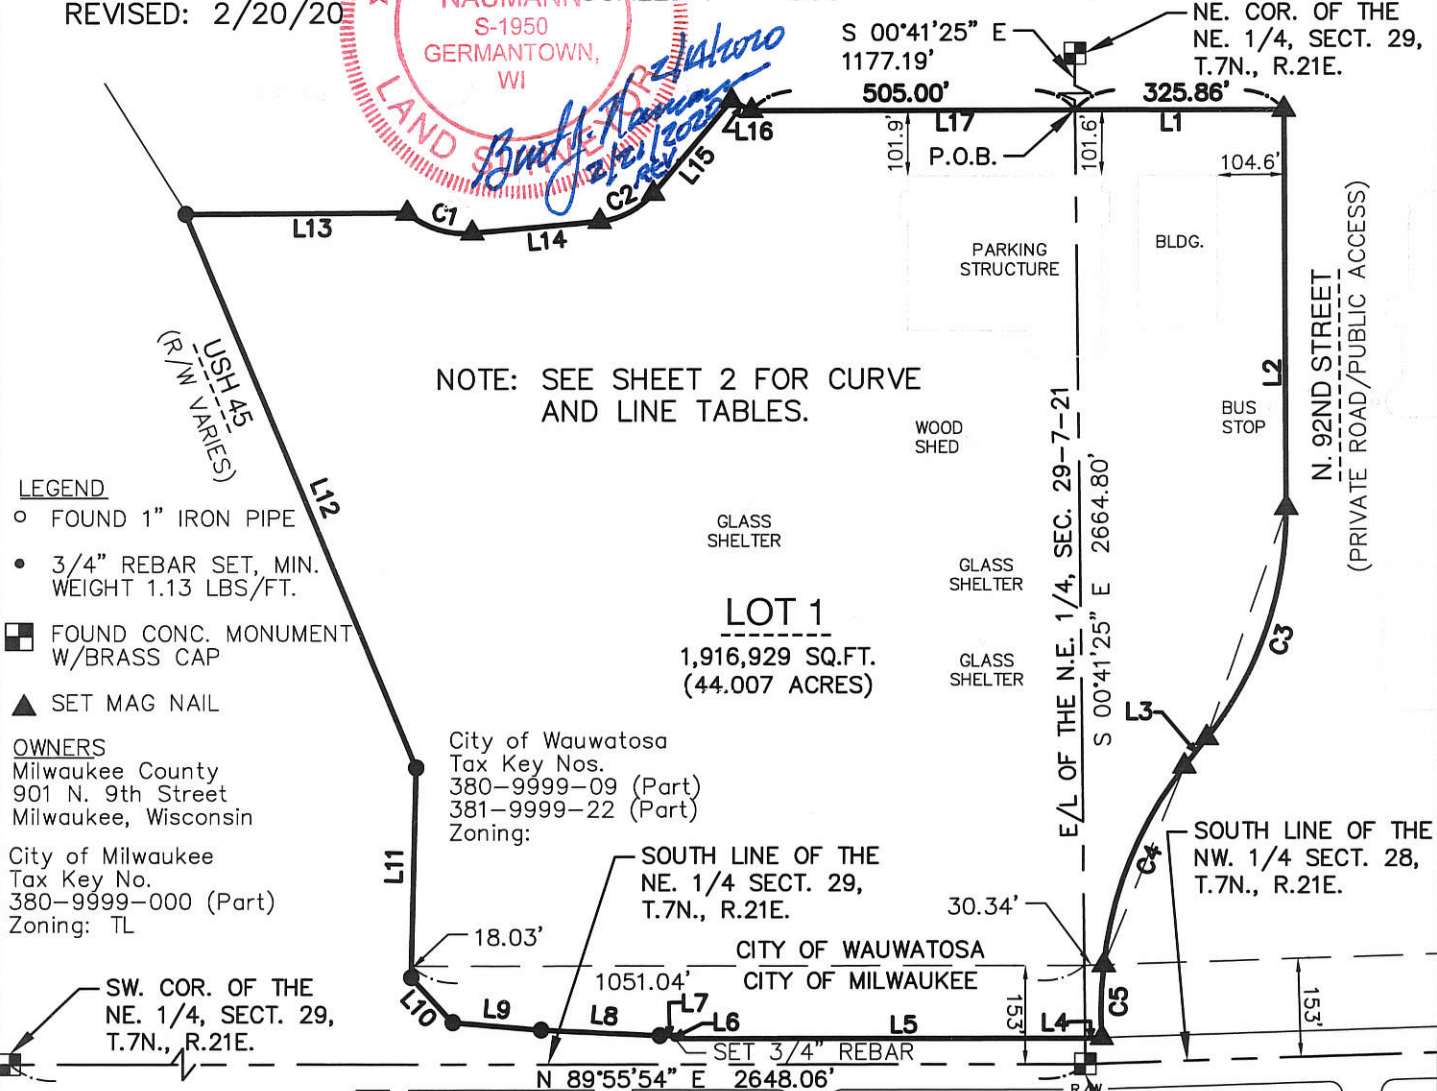 REVISED: 2/20/20
NAUMANN
S-1950
GERMANTOWN,
WI
LAND SURVEYOR
2/14/2020
2/21/2020
REV
S 00°41'25" E
1177.19'
NE. COR. OF THE
NE. 1/4, SECT. 29,
T.7N., R.21E.
505.00'
325.86'
L16
L17
L1
101.9'
101.6'
P.O.B.
104.6'
L15
C2
C1
L13
L14
PARKING
STRUCTURE
BLDG.
N. 92ND STREET
(PRIVATE ROAD/PUBLIC ACCESS)
L2
USH 45
(R/W VARIES)
NOTE: SEE SHEET 2 FOR CURVE
AND LINE TABLES.
WOOD
SHED
BUS
STOP
L12
LEGEND
FOUND 1" IRON PIPE
3/4" REBAR SET, MIN.
WEIGHT 1.13 LBS/FT.
FOUND CONC. MONUMENT
W/BRASS CAP
SET MAG NAIL
GLASS
SHELTER
GLASS
SHELTER
GLASS
SHELTER
E/L OF THE N.E. 1/4, SEC. 29-7-21
S 00°41'25" E 2664.80'
LOT 1
1,916,929 SQ.FT.
(44.007 ACRES)
C3
L3
OWNERS
Milwaukee County
901 N. 9th Street
Milwaukee, Wisconsin
City of Milwaukee
Tax Key No.
380-9999-000 (Part)
Zoning: TL
City of Wauwatosa
Tax Key Nos.
380-9999-09 (Part)
381-9999-22 (Part)
Zoning:
L11
C4
SOUTH LINE OF THE
NE. 1/4 SECT. 29,
T.7N., R.21E.
SOUTH LINE OF THE
NW. 1/4 SECT. 28,
T.7N., R.21E.
18.03'
30.34'
CITY OF WAUWATOSA
1051.04'
CITY OF MILWAUKEE
SW. COR. OF THE
NE. 1/4, SECT. 29,
T.7N., R.21E.
L10
L9
L8
L7
L6
L5
L4
C5
153'
153'
SET 3/4" REBAR
N 89°55'54" E 2648.06'
R/W